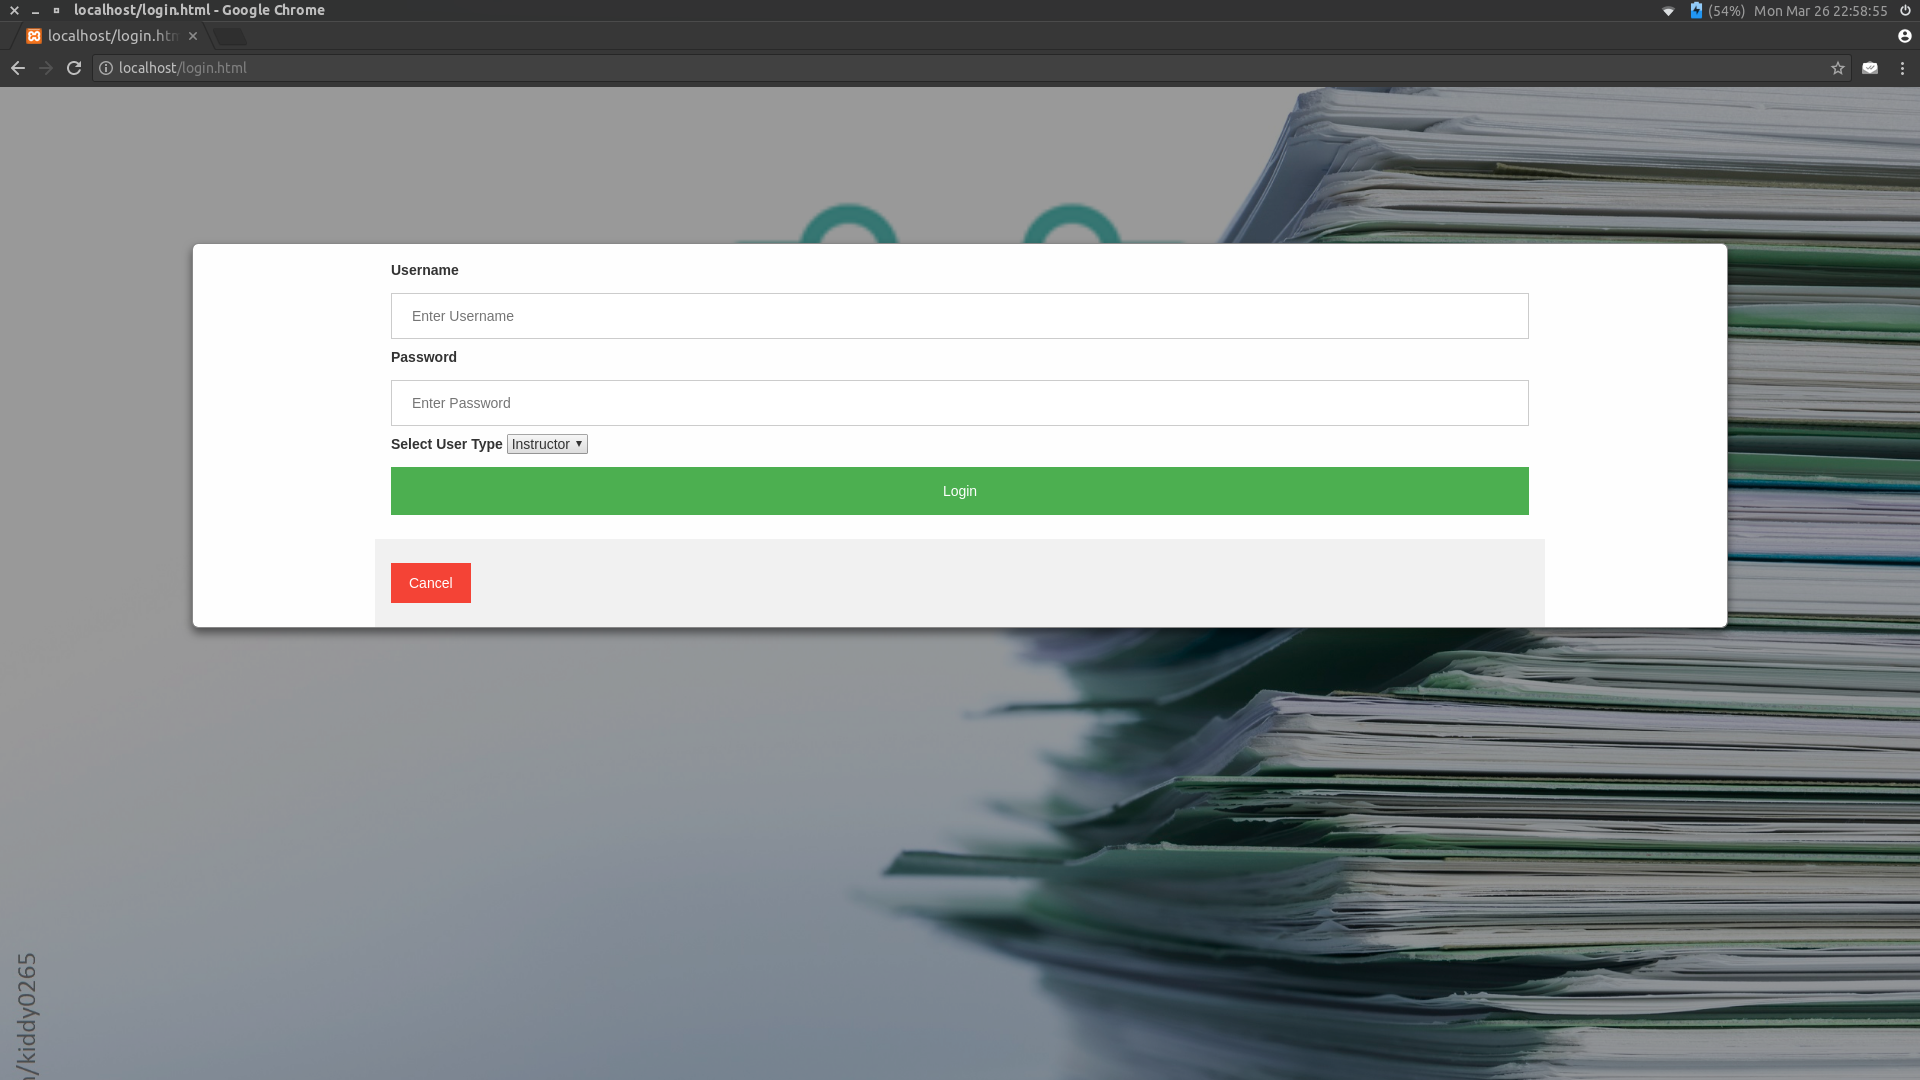 localhost/login.html - Google Chrome
(54%) Mon Mar 26 22:58:55
localhost/login.htm
localhost/login.html
Username
Enter Username
Password
Enter Password
Select User Type Instructor
Login
Cancel
/kiddy0265